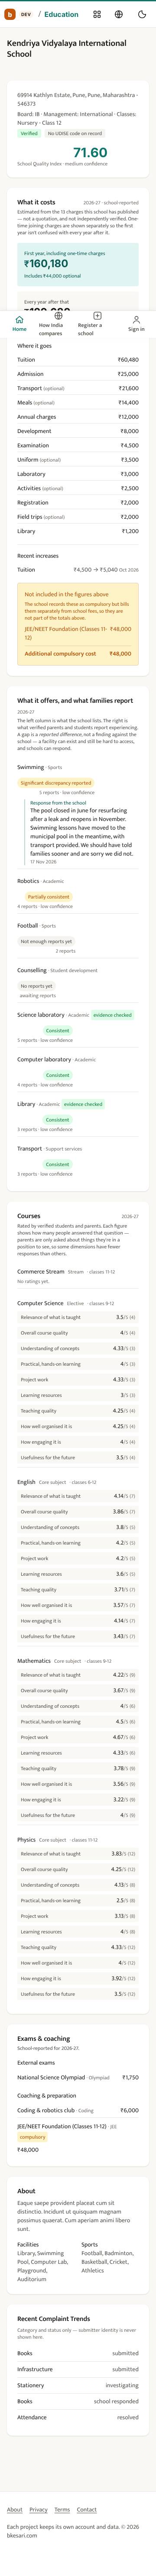 b DEV / Education
Kendriya Vidyalaya International
School
69914 Kathlyn Estate, Pune, Pune, Maharashtra -
546373
Board: IB · Management: International · Classes:
Nursery - Class 12
Verified No UDISE code on record
71.60
School Quality Index · medium confidence
What it costs 2026-27 · school-reported
Estimated from the 13 charges this school has published
— not a quotation, and not independently verified. One-
time joining charges are shown separately so the first
year isn't confused with every year after it.
First year, including one-time charges
₹160,180
Includes ₹44,000 optional
Every year after that
Home
How India
compares
Register a
school
Sign in
Where it goes
Tuition ₹60,480
Admission ₹25,000
Transport (optional) ₹21,600
Meals (optional) ₹14,400
Annual charges ₹12,000
Development ₹8,000
Examination ₹4,500
Uniform (optional) ₹3,500
Laboratory ₹3,000
Activities (optional) ₹2,500
Registration ₹2,000
Field trips (optional) ₹2,000
Library ₹1,200
Recent increases
Tuition ₹4,500 → ₹5,040 Oct 2026
Not included in the figures above
The school records these as compulsory but bills
them separately from school fees, so they are
not part of the totals above.
JEE/NEET Foundation (Classes 11- ₹48,000
12)
Additional compulsory cost ₹48,000
What it offers, and what families report
2026-27
The left column is what the school lists. The right is
what verified parents and students report experiencing.
A gap is a reported difference, not a finding against the
school — a facility can exist and still be hard to access,
and schools can respond.
Swimming · Sports
Significant discrepancy reported
5 reports · low confidence
Response from the school
The pool closed in June for resurfacing
after a leak and reopens in November.
Swimming lessons have moved to the
municipal pool in the meantime, with
transport provided. We should have told
families sooner and are sorry we did not.
17 Nov 2026
Robotics · Academic
Partially consistent
4 reports · low confidence
Football · Sports
Not enough reports yet
2 reports
Counselling · Student development
No reports yet
awaiting reports
Science laboratory · Academic evidence checked
Consistent
5 reports · low confidence
Computer laboratory · Academic
Consistent
4 reports · low confidence
Library · Academic evidence checked
Consistent
3 reports · low confidence
Transport · Support services
Consistent
3 reports · low confidence
Courses 2026-27
Rated by verified students and parents. Each figure
shows how many people answered that question —
parents are only asked about things they're in a
position to see, so some dimensions have fewer
responses than others.
Commerce Stream · Stream · classes 11-12
No ratings yet.
Computer Science · Elective · classes 9-12
Relevance of what is taught 3.5/5 (4)
Overall course quality 4/5 (4)
Understanding of concepts 4.33/5 (3)
Practical, hands-on learning 4/5 (3)
Project work 4.33/5 (3)
Learning resources 3/5 (3)
Teaching quality 4.25/5 (4)
How well organised it is 4.25/5 (4)
How engaging it is 4/5 (4)
Usefulness for the future 3.5/5 (4)
English · Core subject · classes 6-12
Relevance of what is taught 4.14/5 (7)
Overall course quality 3.86/5 (7)
Understanding of concepts 3.8/5 (5)
Practical, hands-on learning 4.2/5 (5)
Project work 4.2/5 (5)
Learning resources 3.6/5 (5)
Teaching quality 3.71/5 (7)
How well organised it is 3.57/5 (7)
How engaging it is 4.14/5 (7)
Usefulness for the future 3.43/5 (7)
Mathematics · Core subject · classes 9-12
Relevance of what is taught 4.22/5 (9)
Overall course quality 3.67/5 (9)
Understanding of concepts 4/5 (6)
Practical, hands-on learning 4.5/5 (6)
Project work 4.67/5 (6)
Learning resources 4.33/5 (6)
Teaching quality 3.78/5 (9)
How well organised it is 3.56/5 (9)
How engaging it is 3.22/5 (9)
Usefulness for the future 4/5 (9)
Physics · Core subject · classes 11-12
Relevance of what is taught 3.83/5 (12)
Overall course quality 4.25/5 (12)
Understanding of concepts 4.13/5 (8)
Practical, hands-on learning 2.5/5 (8)
Project work 3.13/5 (8)
Learning resources 4/5 (8)
Teaching quality 4.33/5 (12)
How well organised it is 4/5 (12)
How engaging it is 3.92/5 (12)
Usefulness for the future 3.5/5 (12)
Exams & coaching
School-reported for 2026-27.
External exams
National Science Olympiad · Olympiad ₹1,750
Coaching & preparation
Coding & robotics club · Coding ₹6,000
JEE/NEET Foundation (Classes 11-12) · JEE
compulsory
₹48,000
About
Eaque saepe provident placeat cum sit
distinctio. Incidunt ut quisquam magnam
possimus quaerat. Cum aperiam animi libero
sunt.
Facilities
Library, Swimming
Pool, Computer Lab,
Playground,
Auditorium
Sports
Football, Badminton,
Basketball, Cricket,
Athletics
Recent Complaint Trends
Category and status only — submitter identity is never
shown here.
Books submitted
Infrastructure submitted
Stationery investigating
Books school responded
Attendance resolved
About Privacy Terms Contact
Each project keeps its own account and data. © 2026
bkesari.com